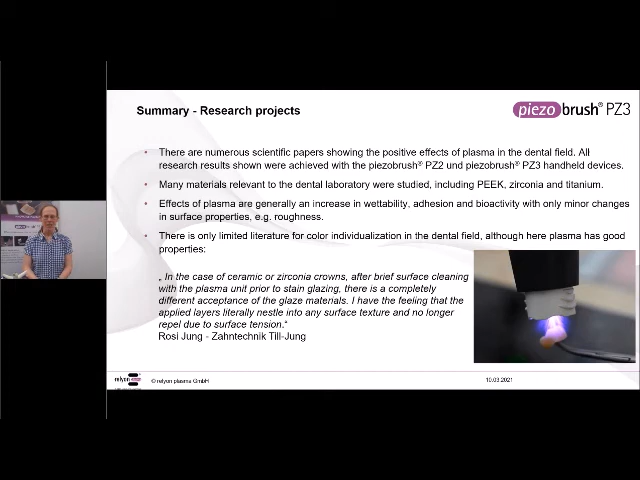 Summary - Research projects
piezo brush® PZ3
• There are numerous scientific papers showing the positive effects of plasma in the dental field. All
research results shown were achieved with the piezobrush® PZ2 und piezobrush® PZ3 handheld devices.
• Many materials relevant to the dental laboratory were studied, including PEEK, zirconia and titanium.
• Effects of plasma are generally an increase in wettability, adhesion and bioactivity with only minor changes
in surface properties, e.g. roughness.
• There is only limited literature for color individualization in the dental field, although here plasma has good
properties:
„ In the case of ceramic or zirconia crowns, after brief surface cleaning
with the plasma unit prior to stain glazing, there is a completely
different acceptance of the glaze materials. I have the feeling that the
applied layers literally nestle into any surface texture and no longer
repel due to surface tension.“
Rosi Jung - Zahntechnik Till-Jung
relyon
© relyon plasma GmbH
10.03.2021